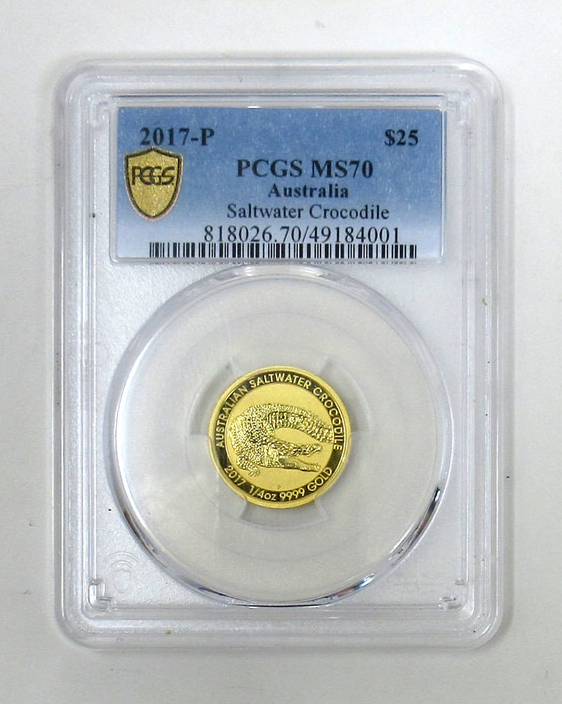 2017-P $25
PCGS
PCGS MS70
Australia
Saltwater Crocodile
818026.70/49184001
AUSTRALIAN SALTWATER CROCODILE
2017 1/4oz 9999 GOLD